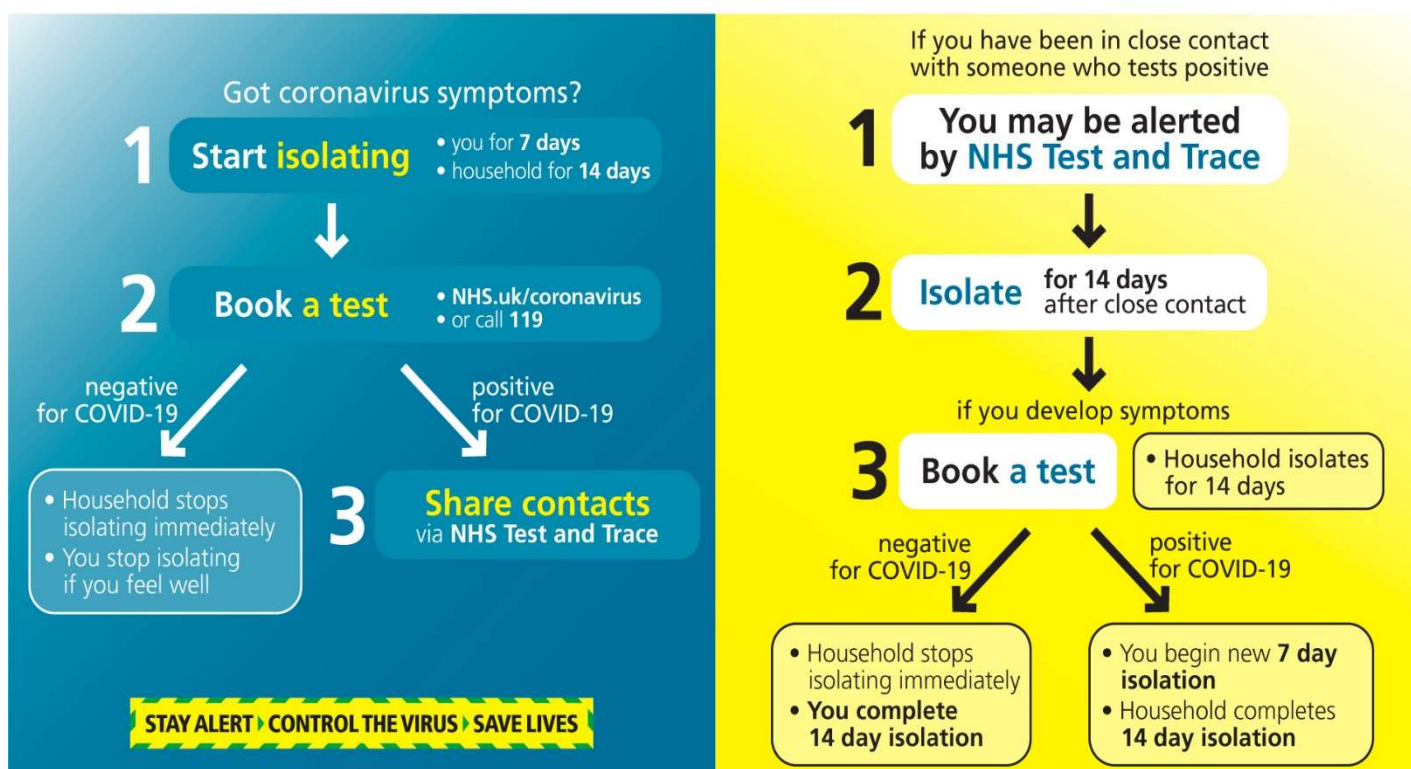 Got coronavirus symptoms?
1
Start isolating
• you for 7 days
• household for 14 days
2
Book a test
• NHS.uk/coronavirus
• or call 119
negative
for COVID-19
positive
for COVID-19
• Household stops
isolating immediately
• You stop isolating
if you feel well
3
Share contacts
via NHS Test and Trace
STAY ALERT CONTROL THE VIRUS SAVE LIVES
If you have been in close contact
with someone who tests positive
1
You may be alerted
by NHS Test and Trace
2
Isolate
for 14 days
after close contact
if you develop symptoms
3
Book a test
• Household isolates
for 14 days
negative
for COVID-19
positive
for COVID-19
• Household stops
isolating immediately
• You complete
14 day isolation
• You begin new 7 day
isolation
• Household completes
14 day isolation